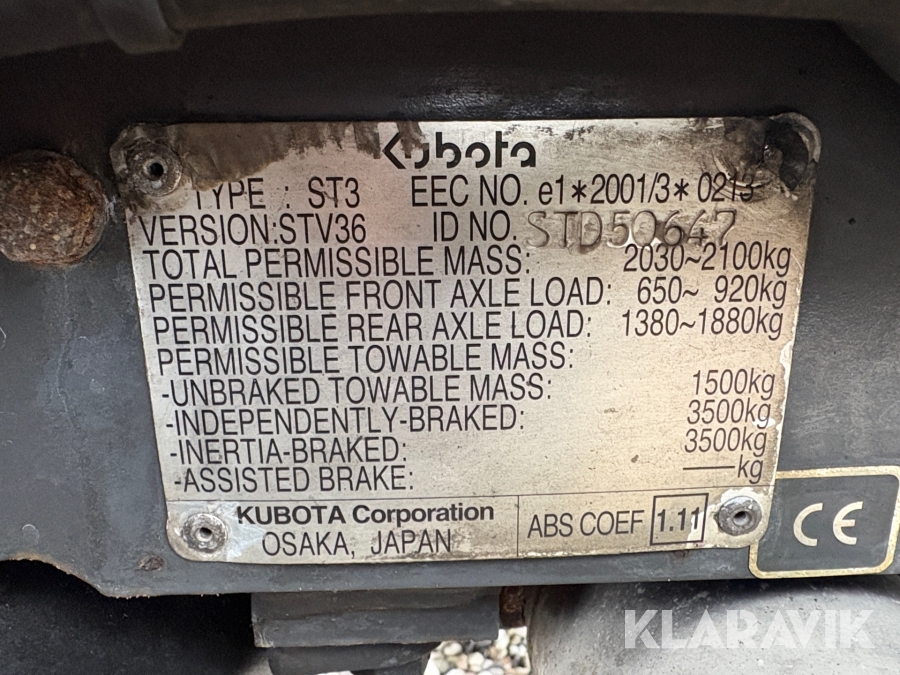 Kubota
TYPE : ST3 EEC NO. e1*2001/3* 0213
VERSION:STV36 ID NO. STD50647
TOTAL PERMISSIBLE MASS: 2030~2100kg
PERMISSIBLE FRONT AXLE LOAD: 650~ 920kg
PERMISSIBLE REAR AXLE LOAD: 1380~1880kg
PERMISSIBLE TOWABLE MASS:
-UNBRAKED TOWABLE MASS: 1500kg
-INDEPENDENTLY-BRAKED: 3500kg
-INERTIA-BRAKED: 3500kg
-ASSISTED BRAKE: —kg
KUBOTA Corporation
OSAKA, JAPAN
ABS COEF 1.11
CE
KLARAVIK